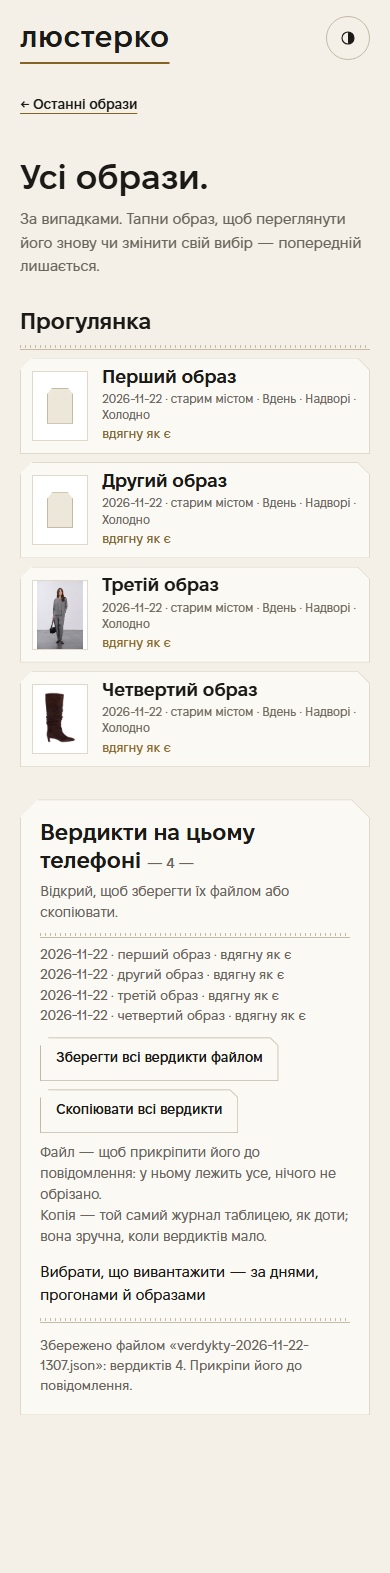 люстерко
← Останні образи
Усі образи.
За випадками. Тапни образ, щоб переглянути
його знову чи змінити свій вибір — попередній
лишається.
Прогулянка
Перший образ
2026-11-22 · старим містом · Вдень · Надворі ·
Холодно
вдягну як є
Другий образ
2026-11-22 · старим містом · Вдень · Надворі ·
Холодно
вдягну як є
Третій образ
2026-11-22 · старим містом · Вдень · Надворі ·
Холодно
вдягну як є
Четвертий образ
2026-11-22 · старим містом · Вдень · Надворі ·
Холодно
вдягну як є
Вердикти на цьому
телефоні — 4 —
Відкрий, щоб зберегти їх файлом або
скопіювати.
2026-11-22 · перший образ · вдягну як є
2026-11-22 · другий образ · вдягну як є
2026-11-22 · третій образ · вдягну як є
2026-11-22 · четвертий образ · вдягну як є
Зберегти всі вердикти файлом
Скопіювати всі вердикти
Файл — щоб прикріпити його до
повідомлення: у ньому лежить усе, нічого не
обрізано.
Копія — той самий журнал таблицею, як доти;
вона зручна, коли вердиктів мало.
Вибрати, що вивантажити — за днями,
прогонами й образами
Збережено файлом «verdykty-2026-11-22-
1307.json»: вердиктів 4. Прикріпи його до
повідомлення.